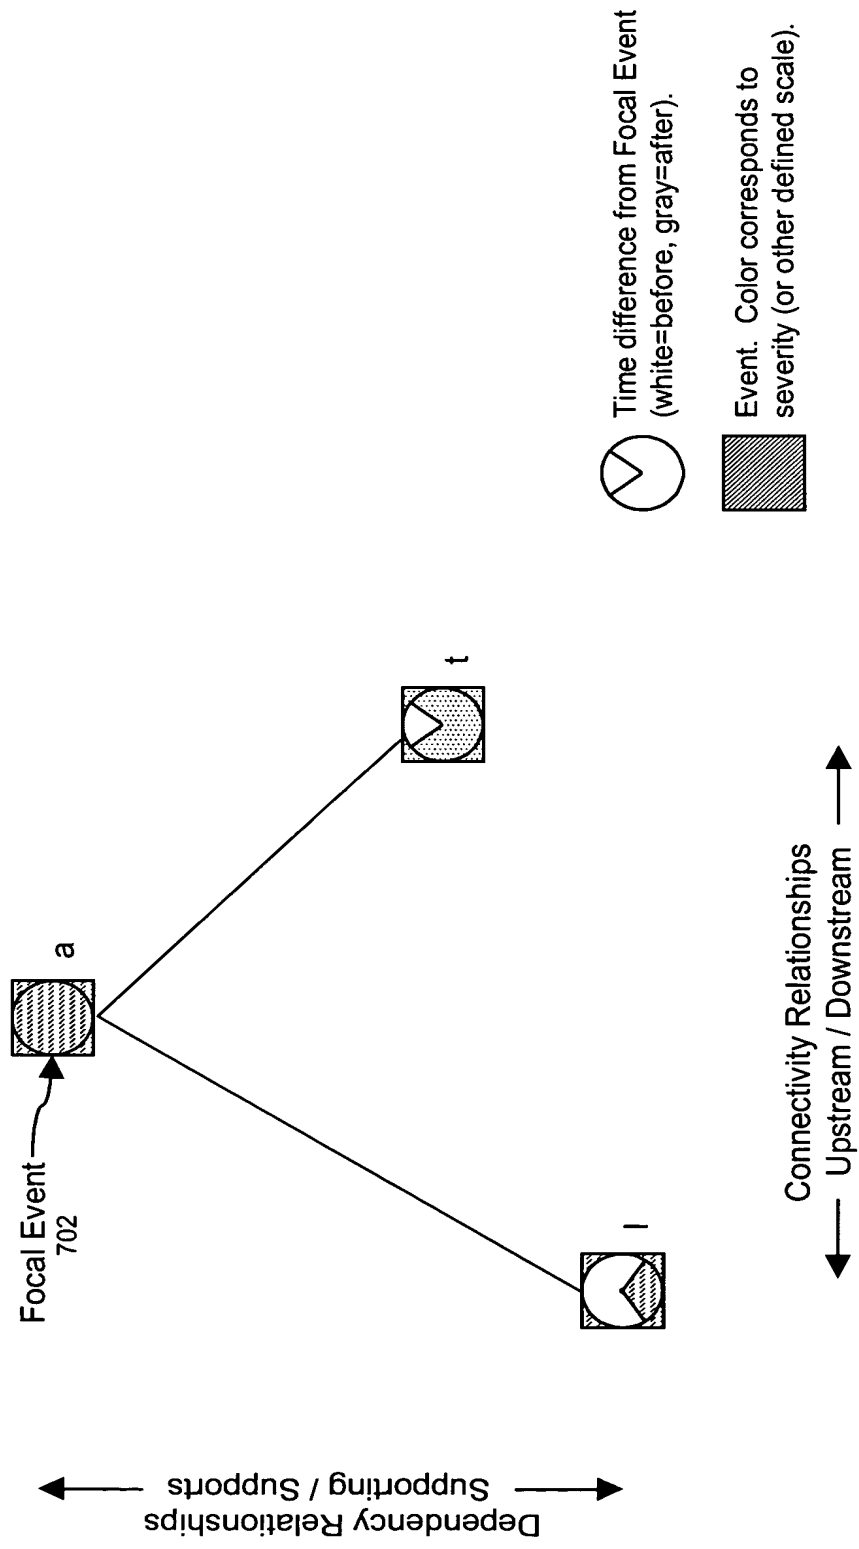 Focal Event
702
a
t
l
Dependency Relationships
Supporting / Supports
Connectivity Relationships
Upstream / Downstream
Time difference from Focal Event
(white=before, gray=after).
Event. Color corresponds to
severity (or other defined scale).